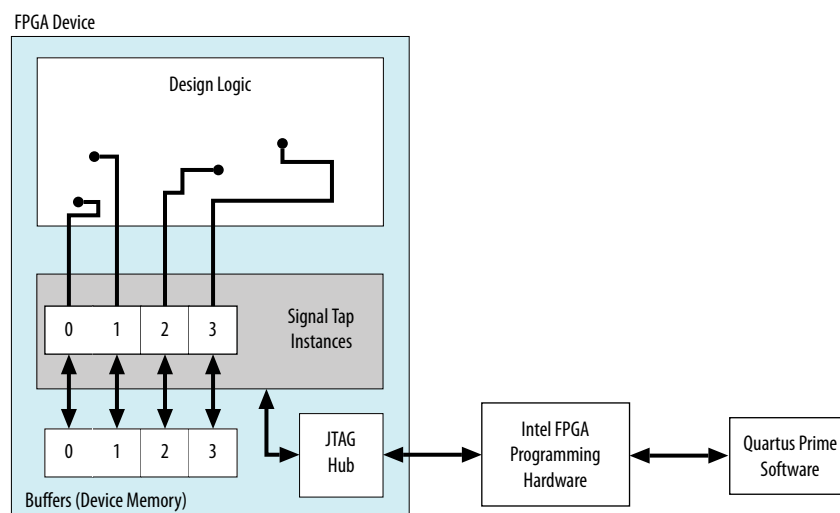 FPGA Device
Design Logic
0 1 2 3
Signal Tap
Instances
0 1 2 3
Buffers (Device Memory)
JTAG
Hub
Intel FPGA
Programming
Hardware
Quartus Prime
Software